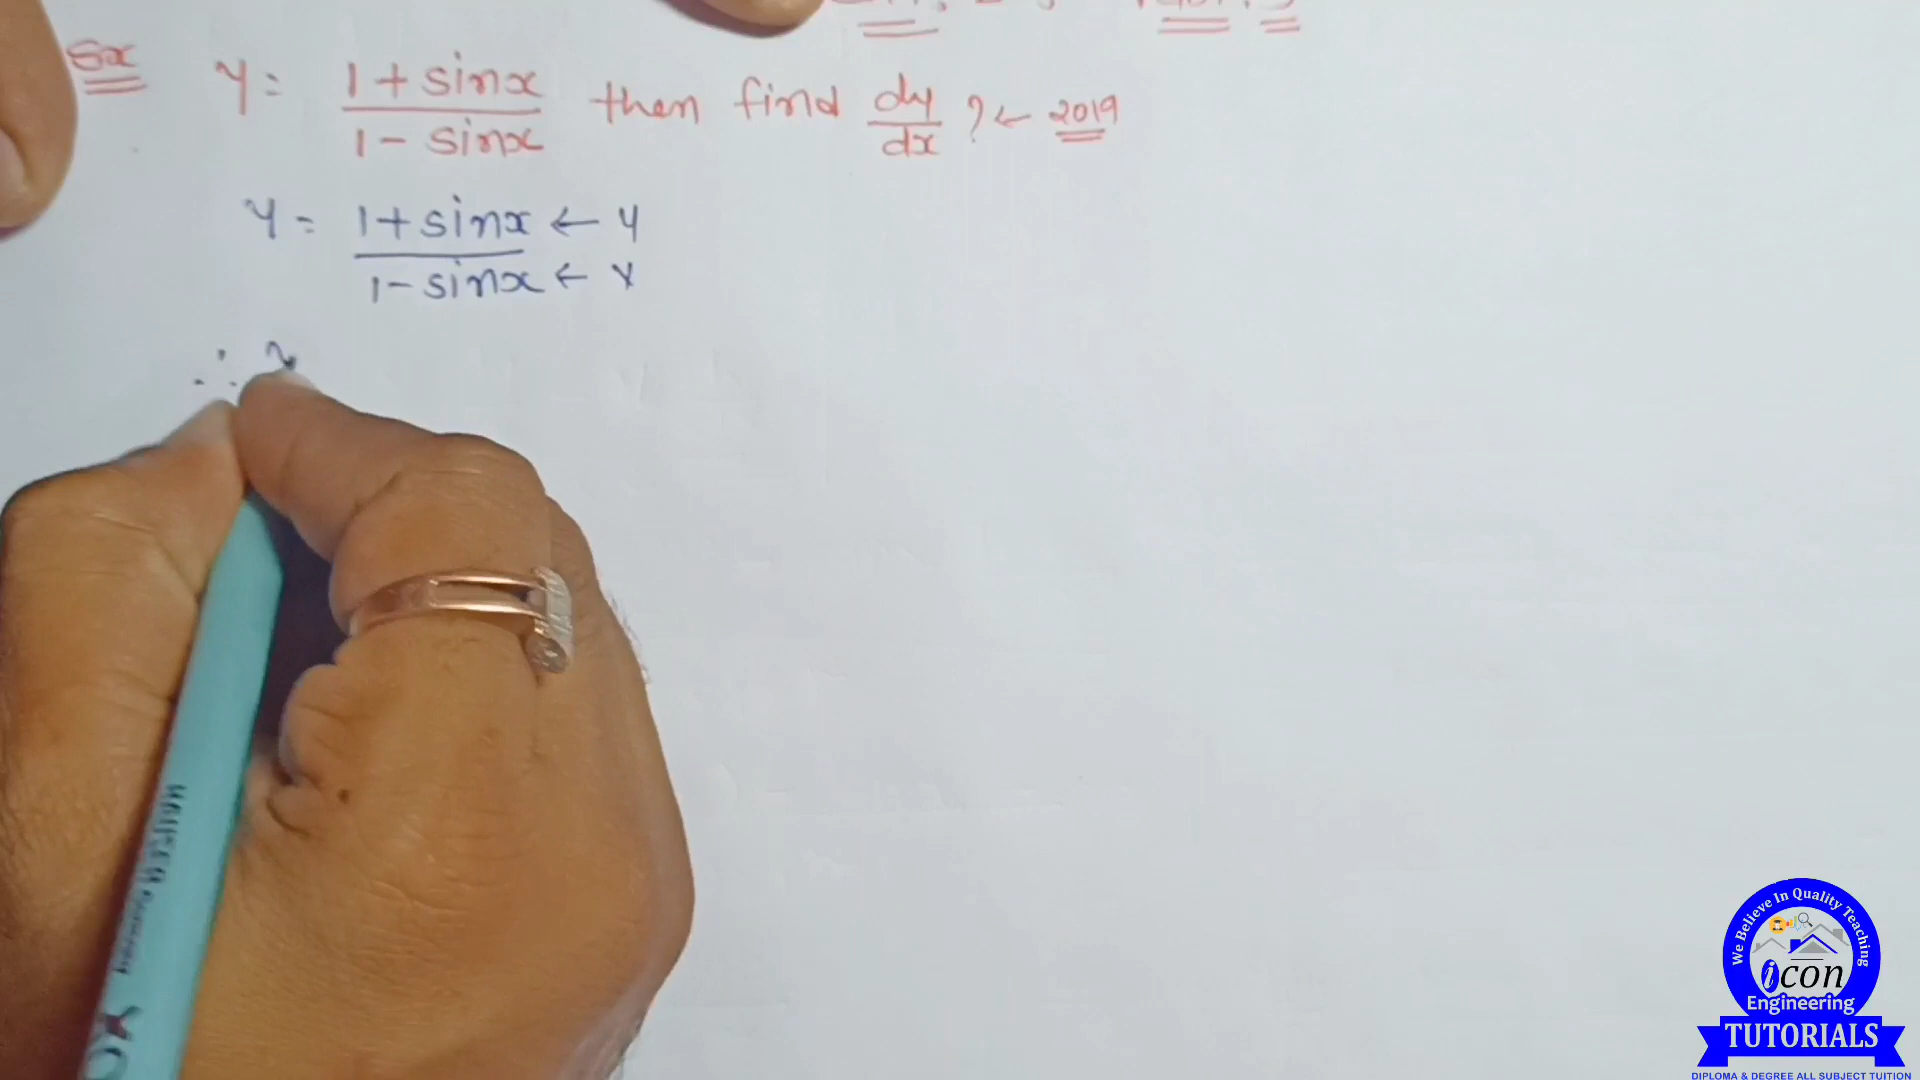 Ex y = 1 + sinx / 1 - sinx then find dy/dx ? ← 2019
y = 1 + sinx ← u
1 - sinx ← v
∴
We Believe In Quality Teaching
icon
Engineering
TUTORIALS
DIPLOMA & DEGREE ALL SUBJECT TUITION